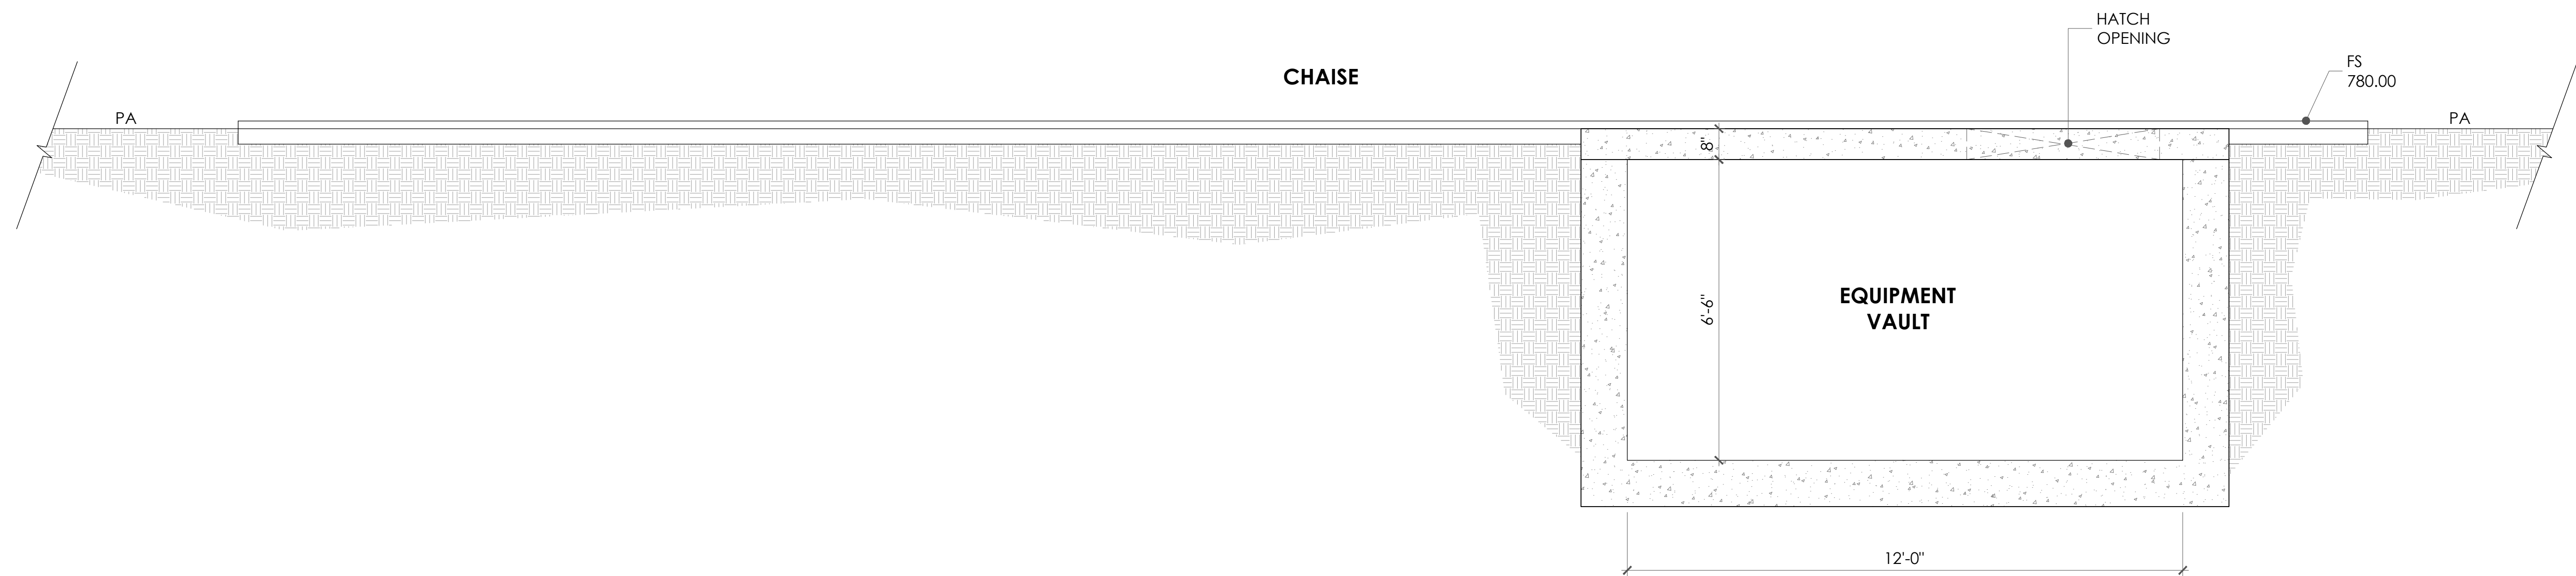 HATCH
OPENING
CHAISE
FS
780.00
PA
PA
8"
6'-6"
EQUIPMENT
VAULT
12'-0"